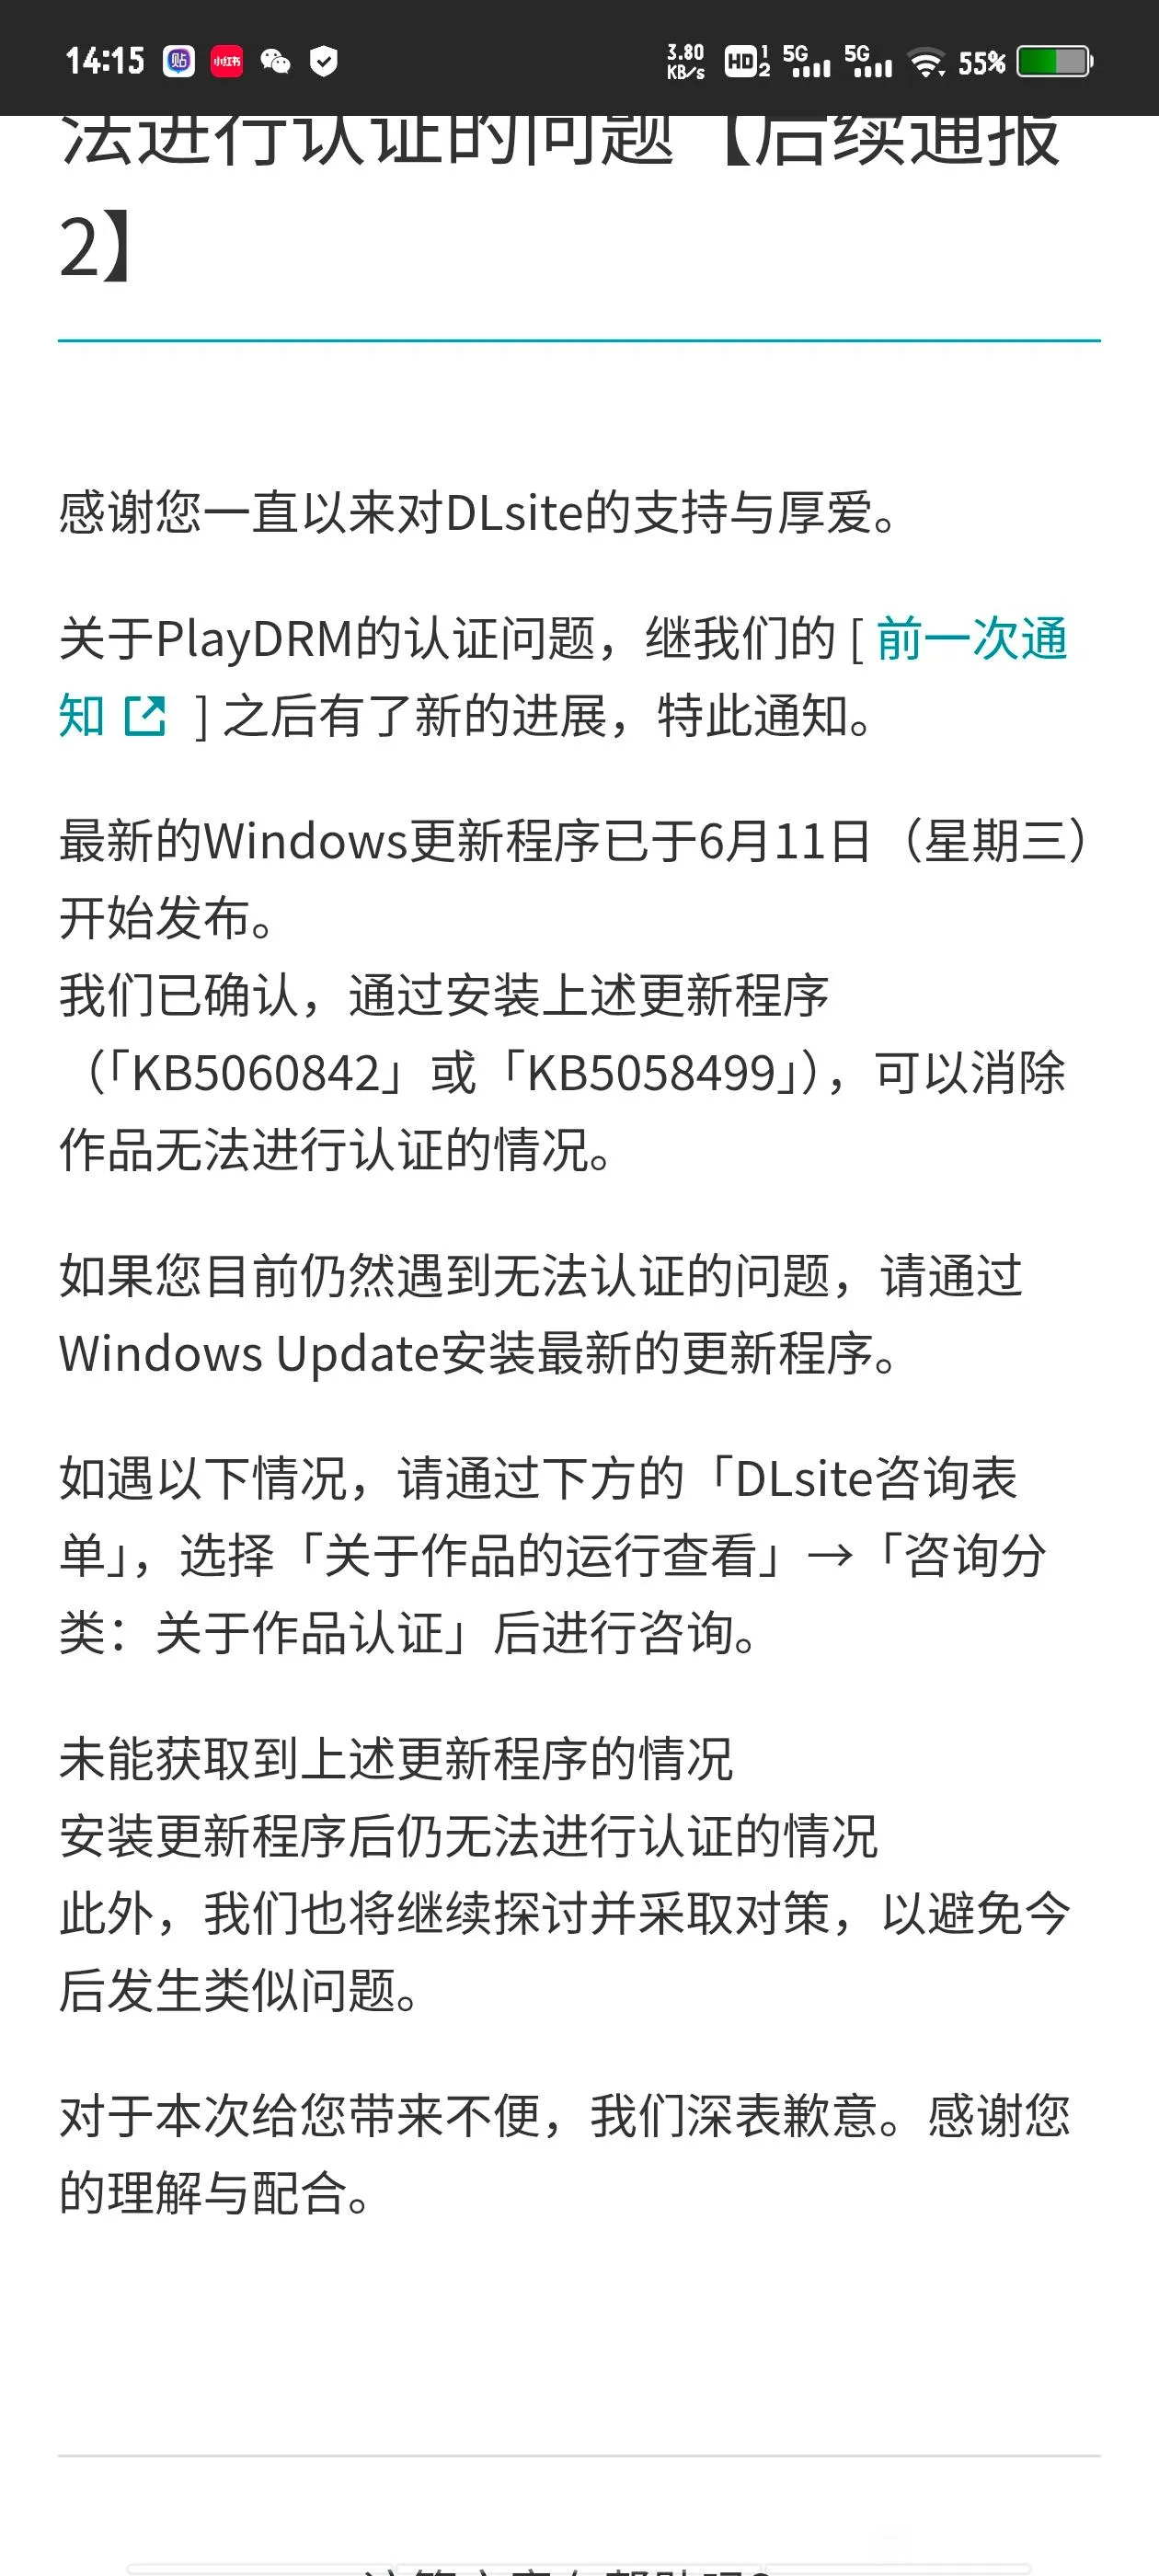 14:15 贴 小红书 3.80 KB/s HD 1 2 5G 5G 55%
法进行认证的问题【后续通报
2】
感谢您一直以来对DLsite的支持与厚爱。
关于PlayDRM的认证问题，继我们的 [ 前一次通
知 ] 之后有了新的进展，特此通知。
最新的Windows更新程序已于6月11日（星期三）
开始发布。
我们已确认，通过安装上述更新程序
（「KB5060842」或「KB5058499」），可以消除
作品无法进行认证的情况。
如果您目前仍然遇到无法认证的问题，请通过
Windows Update安装最新的更新程序。
如遇以下情况，请通过下方的「DLsite咨询表
单」，选择「关于作品的运行查看」→「咨询分
类：关于作品认证」后进行咨询。
未能获取到上述更新程序的情况
安装更新程序后仍无法进行认证的情况
此外，我们也将继续探讨并采取对策，以避免今
后发生类似问题。
对于本次给您带来不便，我们深表歉意。感谢您
的理解与配合。